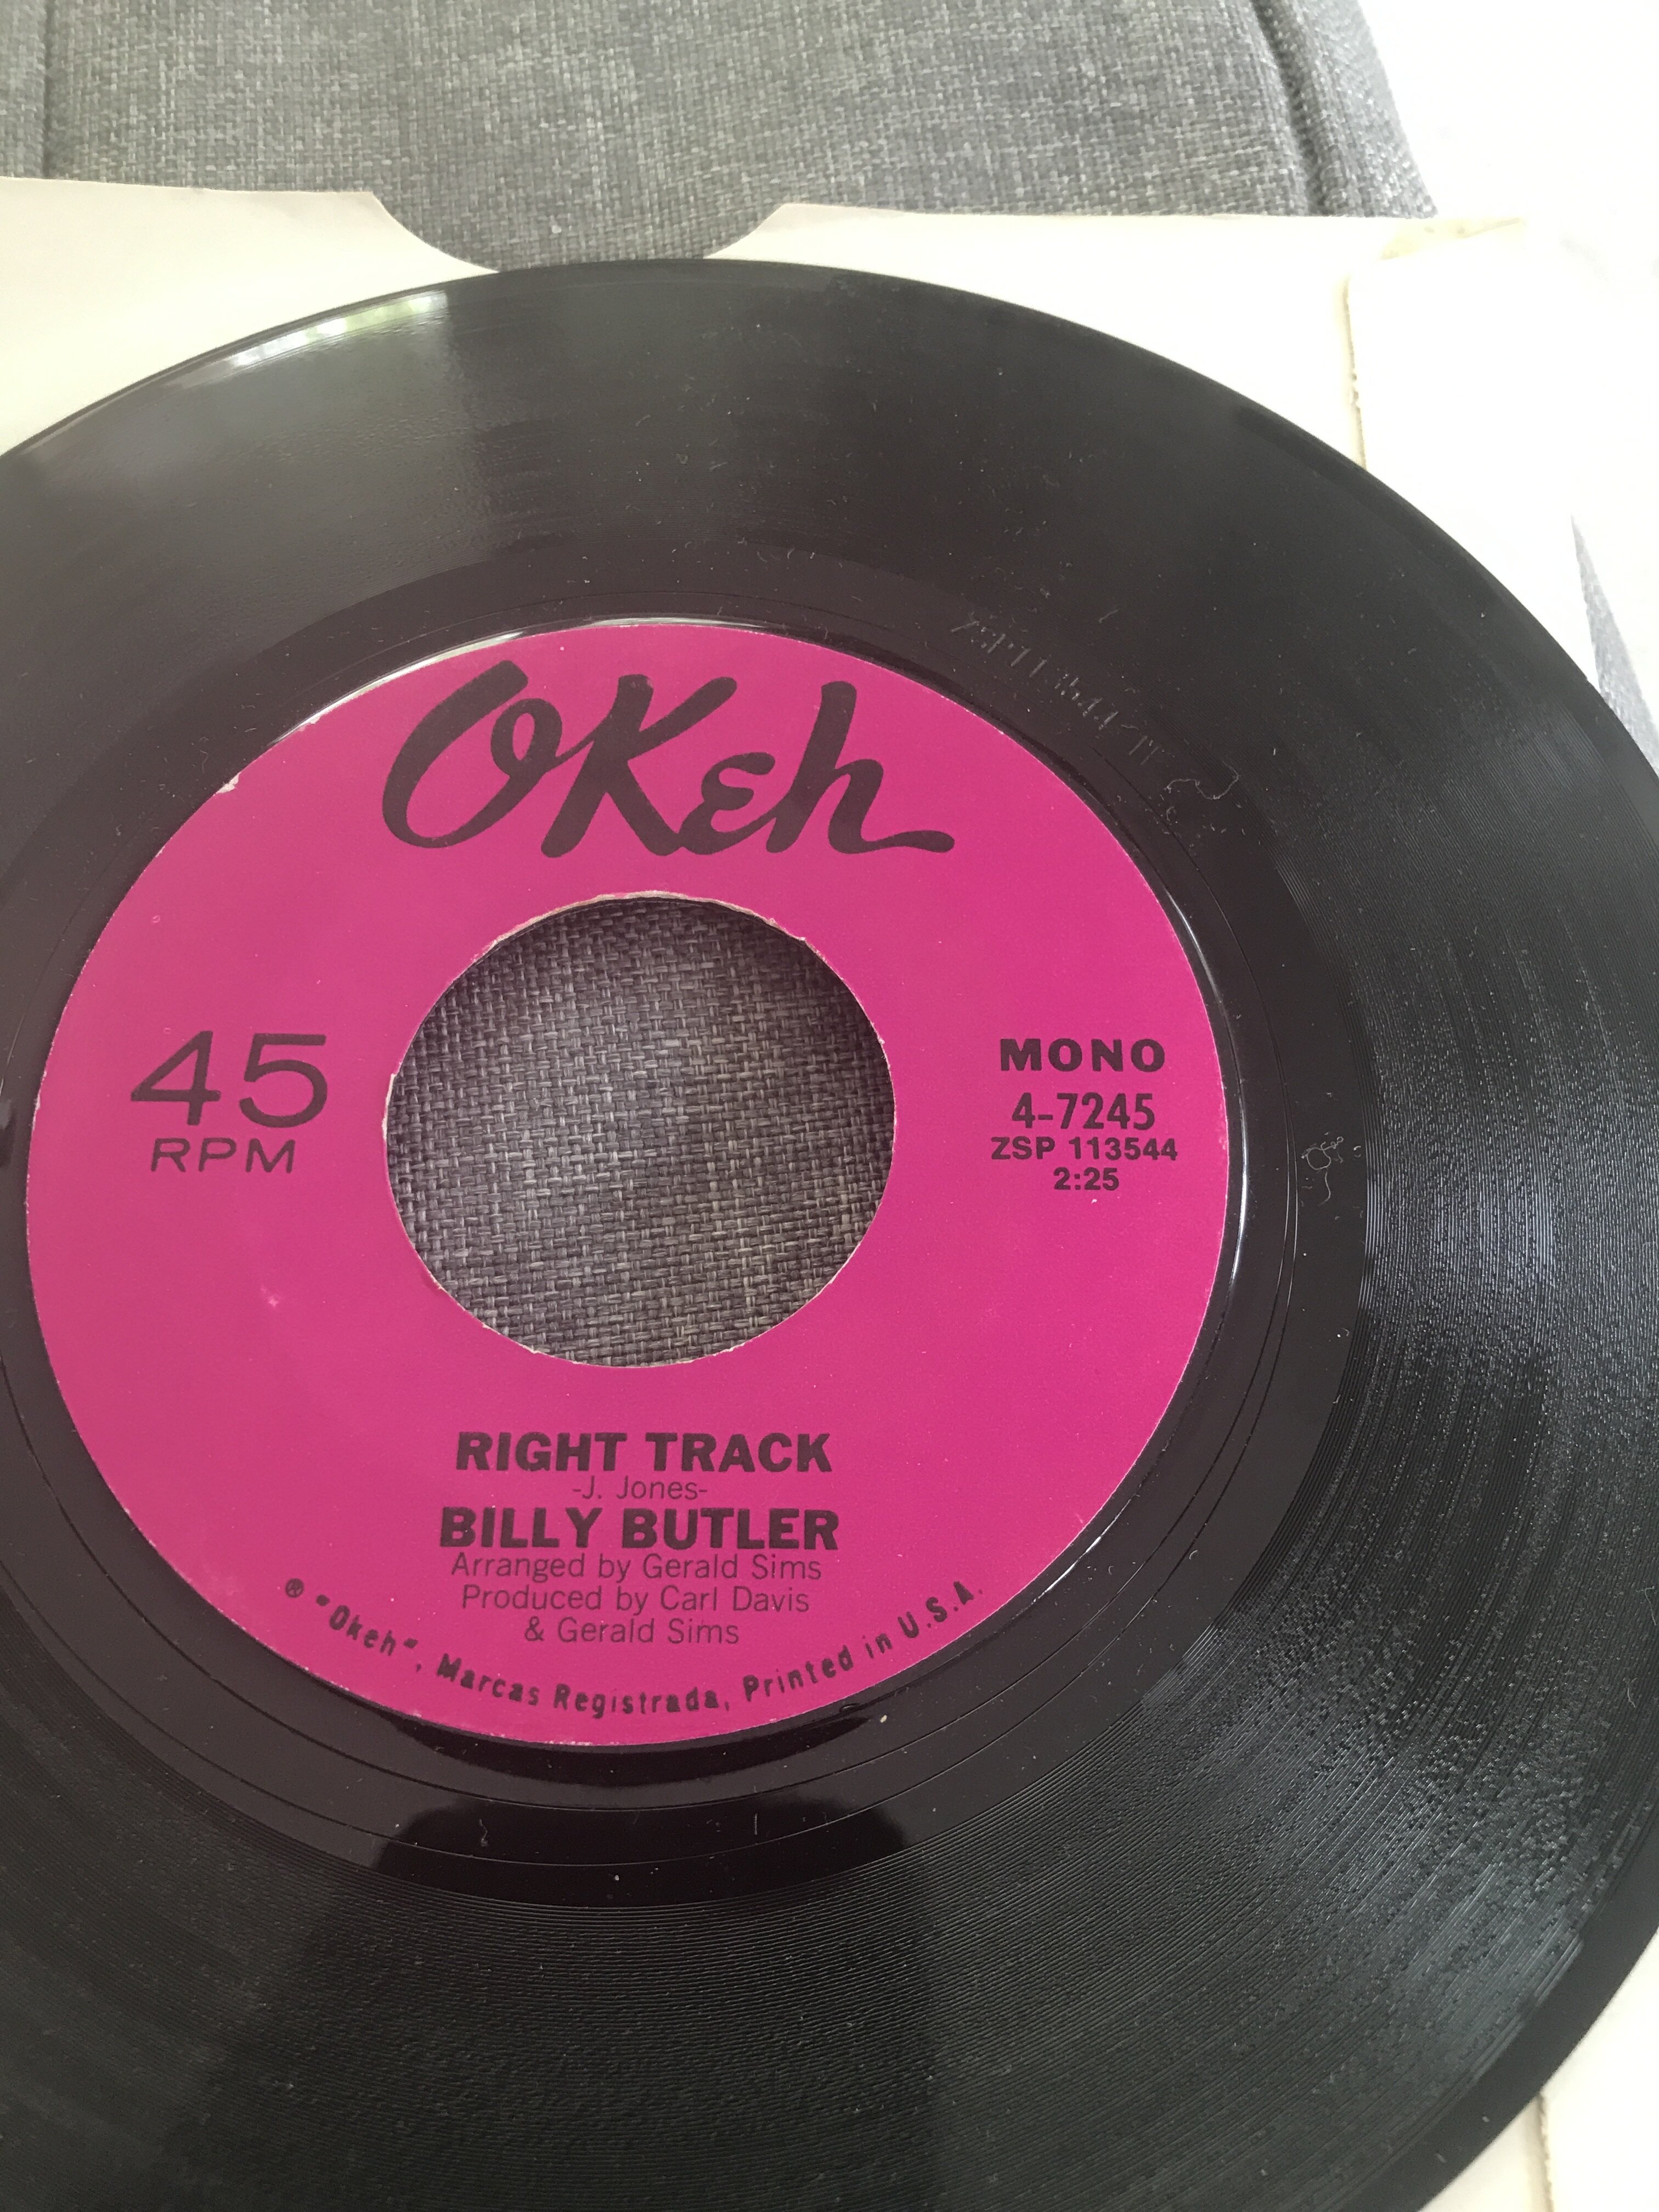 OKeh
45
RPM
MONO
4-7245
ZSP 113544
2:25
RIGHT TRACK
-J. Jones-
BILLY BUTLER
Arranged by Gerald Sims
Produced by Carl Davis
& Gerald Sims
® "Okeh", Marcas Registrada, Printed in U.S.A.